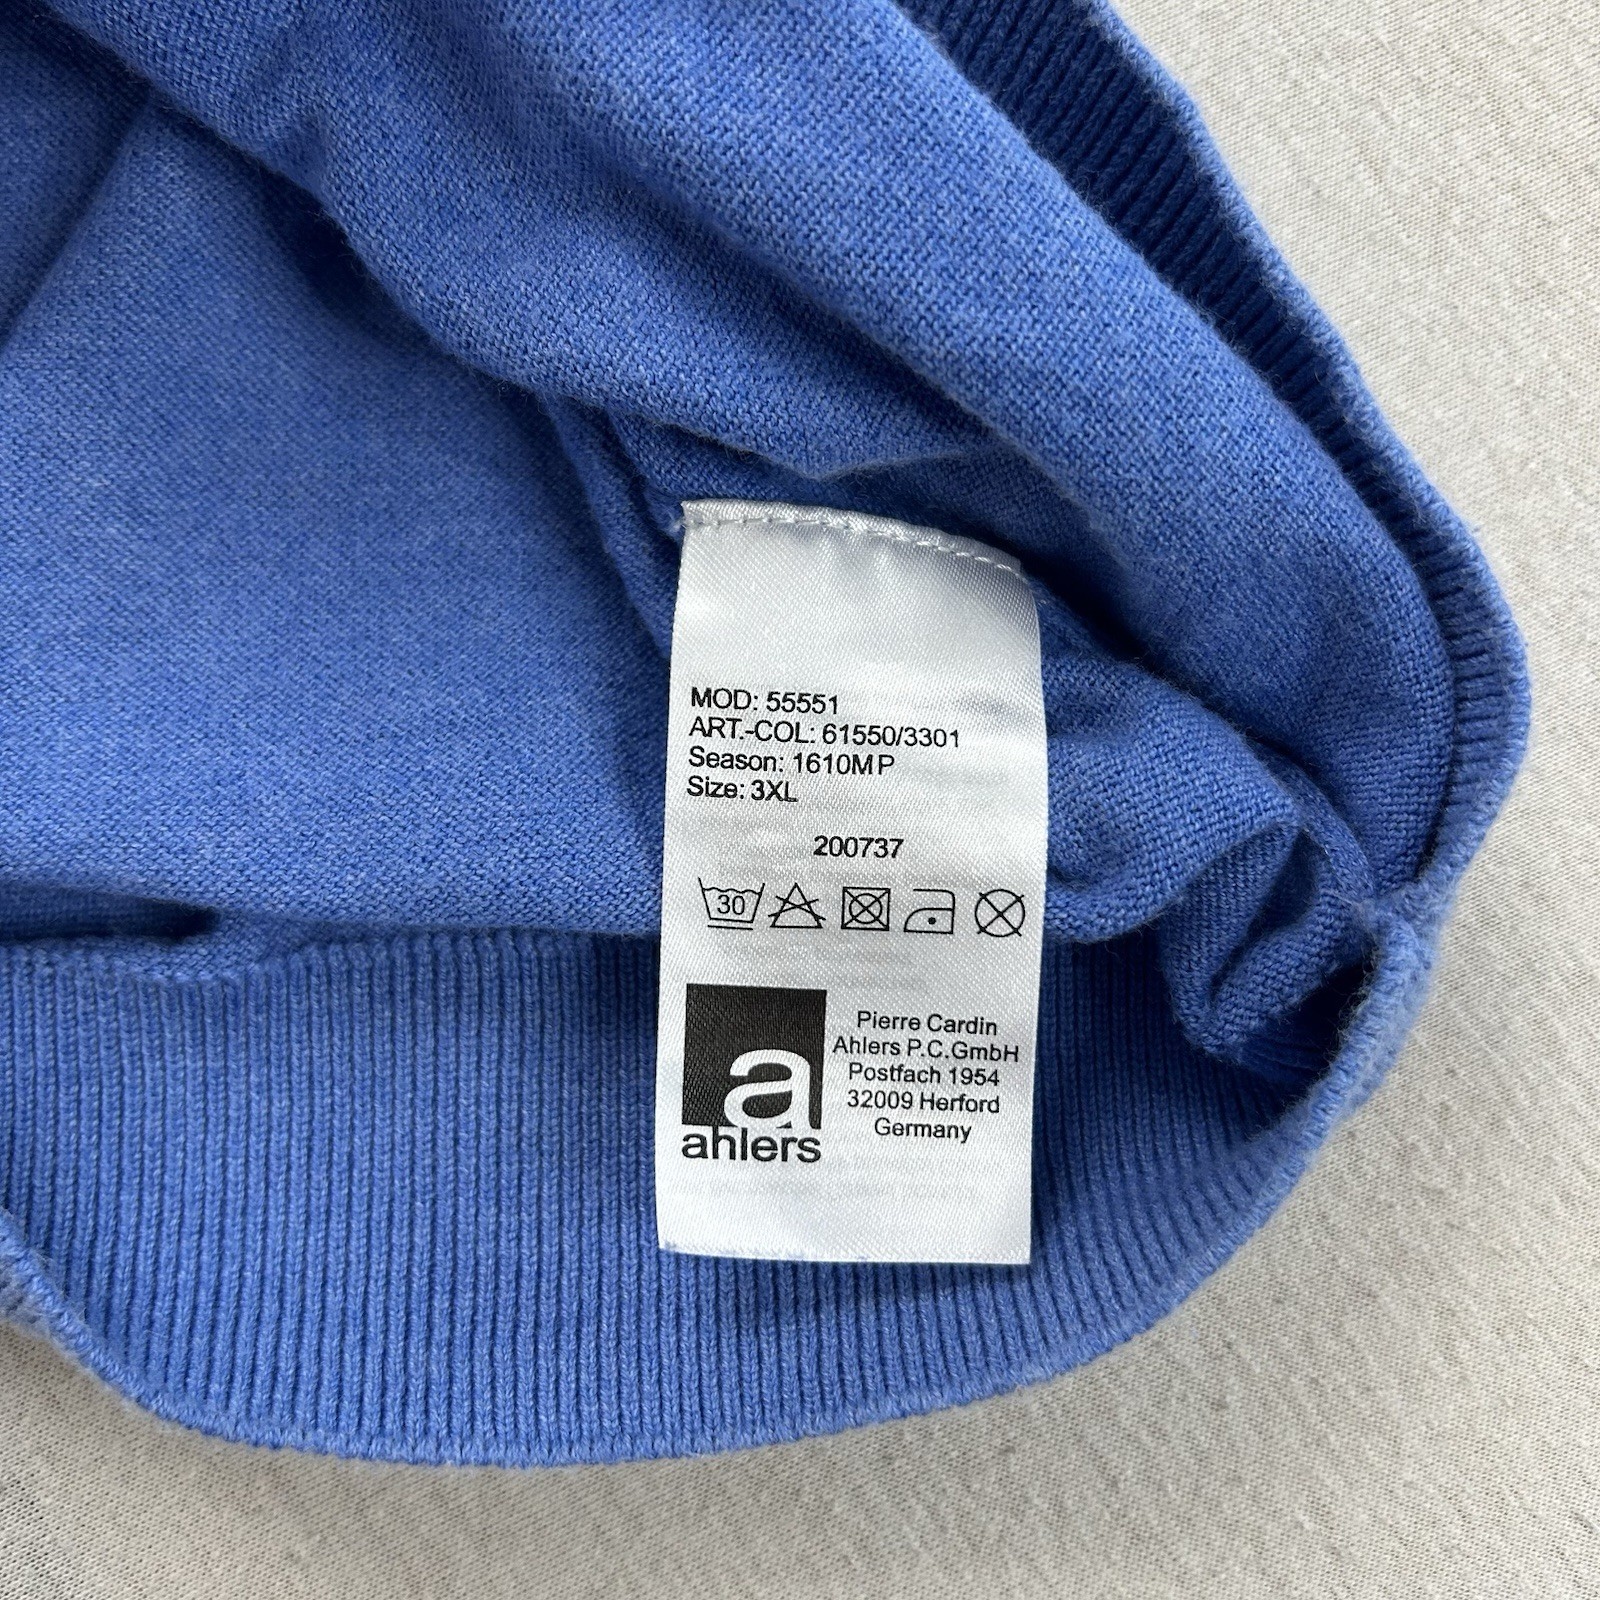 MOD: 55551
ART.-COL: 61550/3301
Season: 1610MP
Size: 3XL
200737
30
a
ahlers
Pierre Cardin
Ahlers P.C.GmbH
Postfach 1954
32009 Herford
Germany